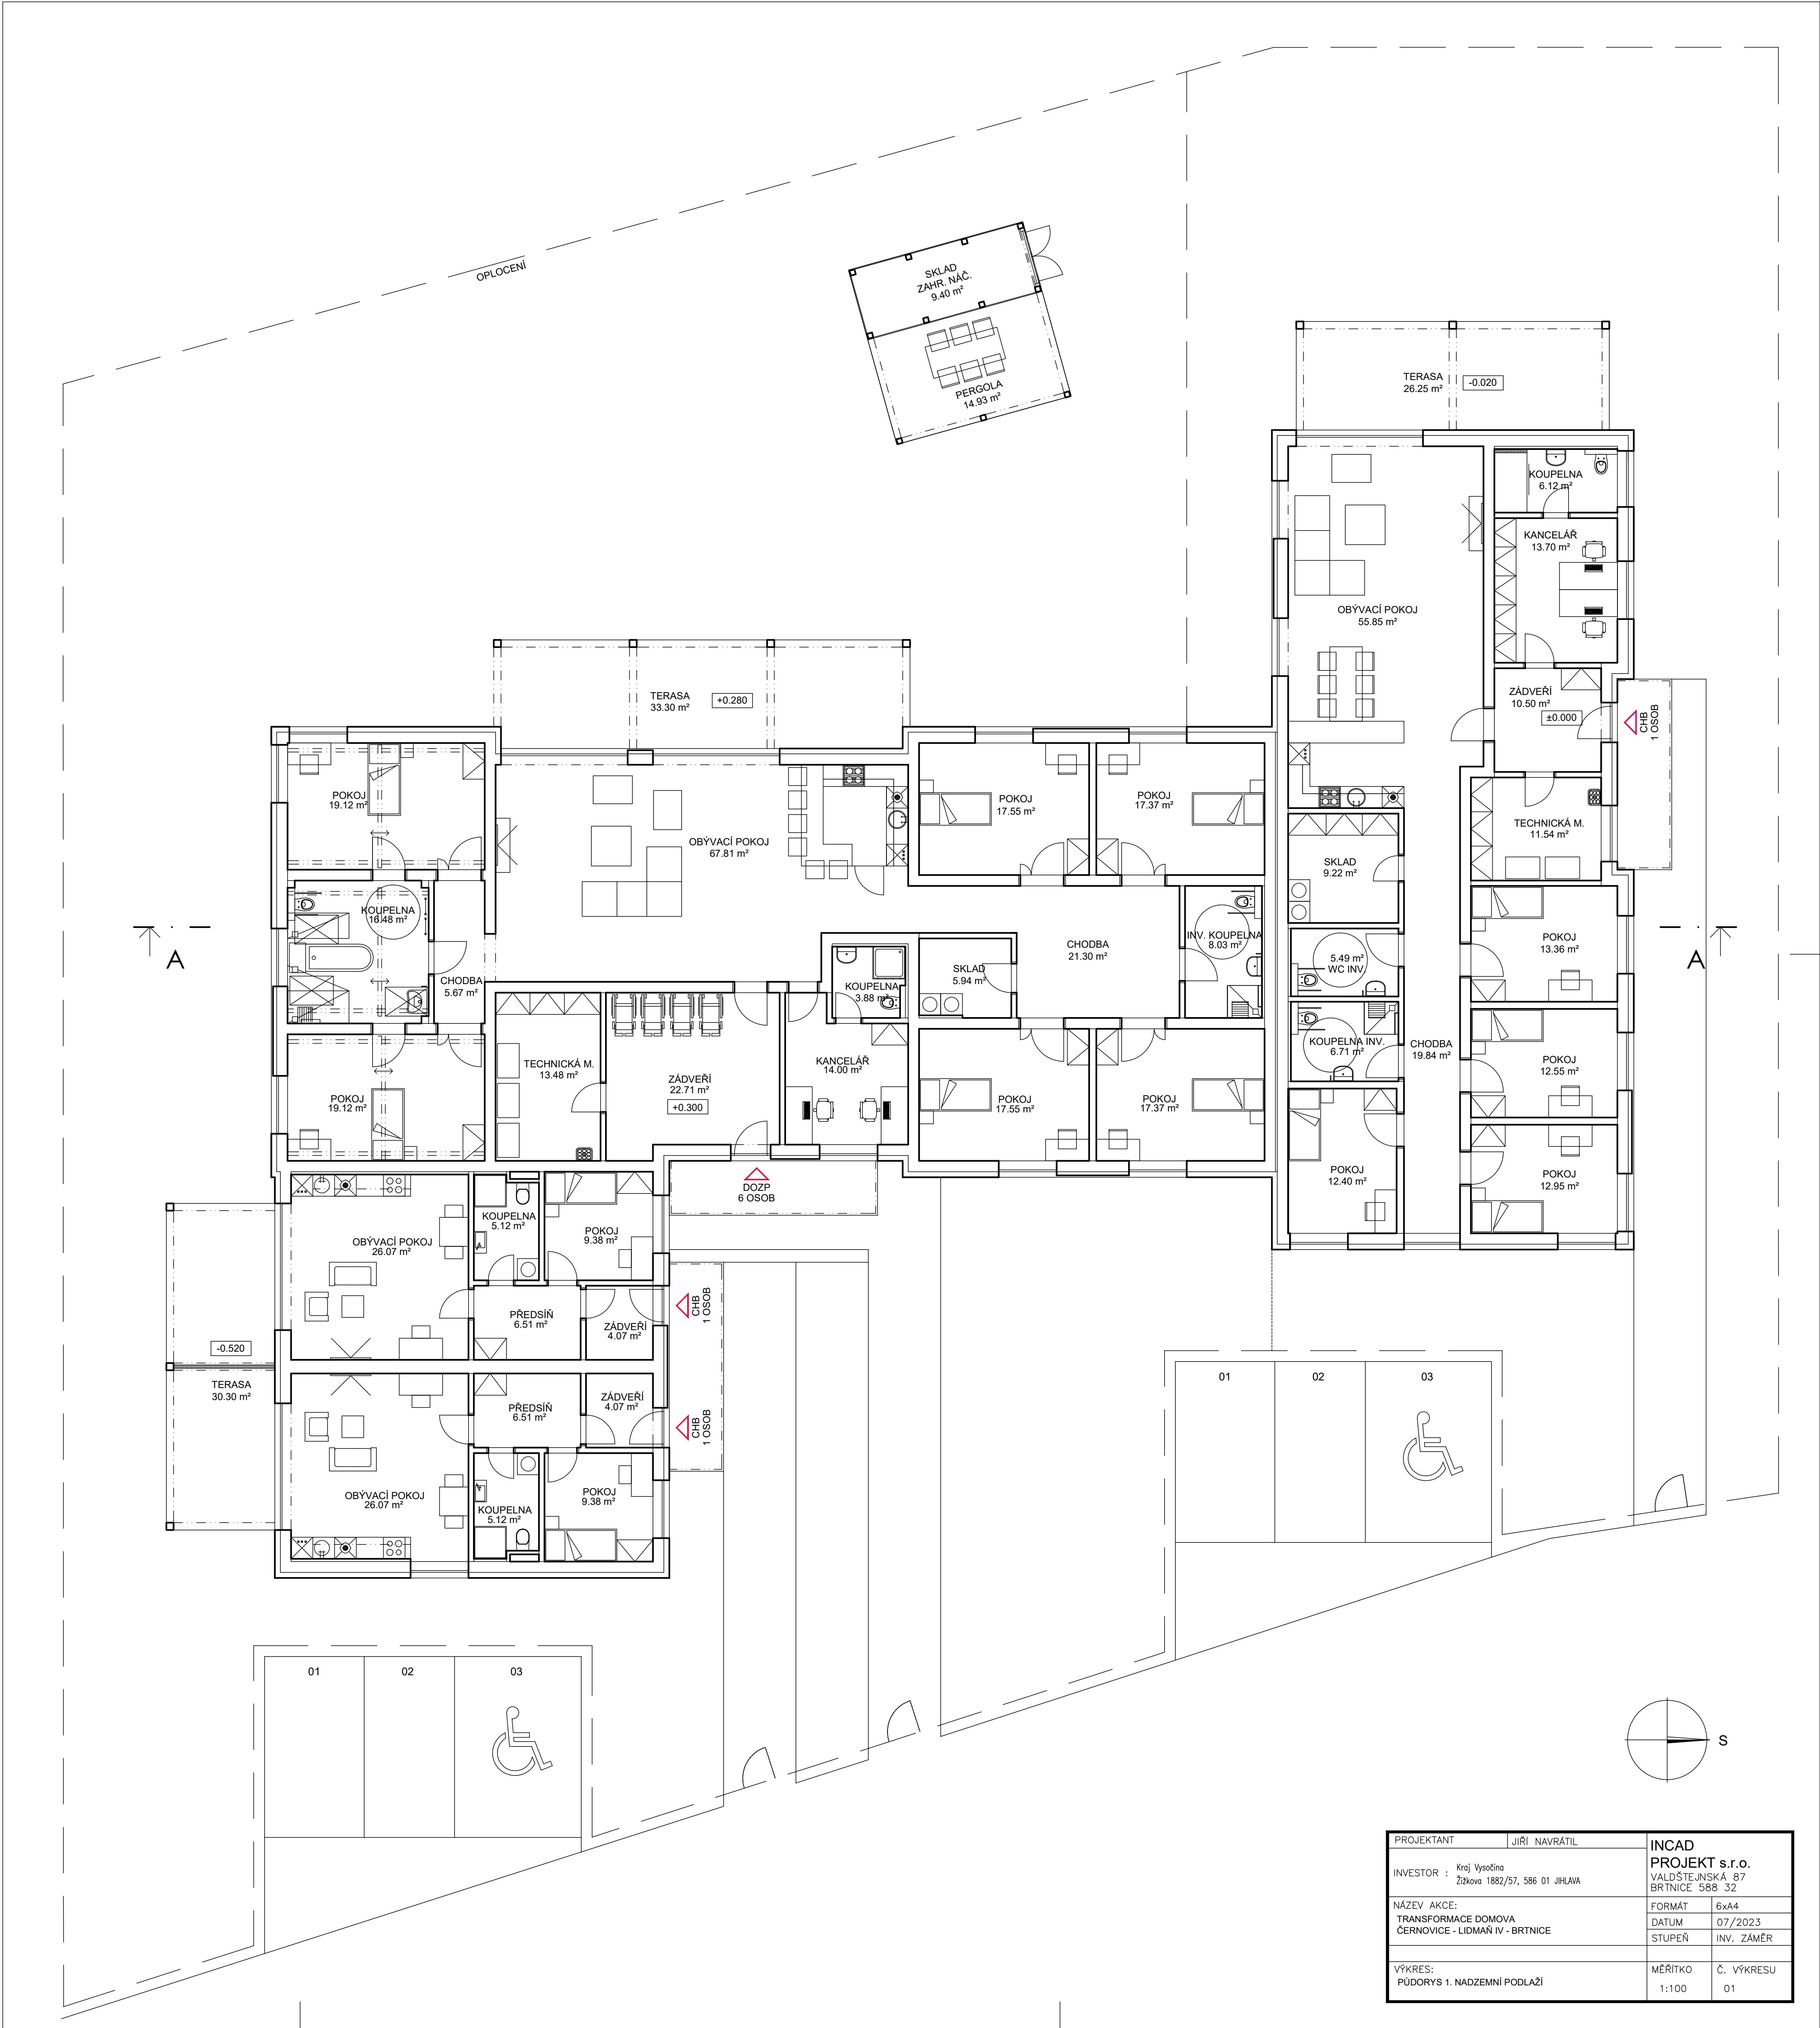 OPLOCENÍ
SKLAD
ZAHR. NÁČ.
9.40 m²
PERGOLA
14.93 m²
TERASA
26.25 m²
-0.020
KOUPELNA
6.12 m²
KANCELÁŘ
13.70 m²
OBÝVACÍ POKOJ
55.85 m²
ZÁDVEŘÍ
10.50 m²
±0.000
CHB
1 OSOB
TECHNICKÁ M.
11.54 m²
SKLAD
9.22 m²
5.49 m²
WC INV.
KOUPELNA INV.
6.71 m²
CHODBA
19.84 m²
POKOJ
13.36 m²
POKOJ
12.55 m²
POKOJ
12.95 m²
POKOJ
12.40 m²
TERASA
33.30 m²
+0.280
POKOJ
19.12 m²
OBÝVACÍ POKOJ
67.81 m²
POKOJ
17.55 m²
POKOJ
17.37 m²
KOUPELNA
16.48 m²
CHODBA
5.67 m²
A
A
KOUPELNA
3.88 m²
SKLAD
5.94 m²
CHODBA
21.30 m²
INV. KOUPELNA
8.03 m²
POKOJ
19.12 m²
TECHNICKÁ M.
13.48 m²
ZÁDVEŘÍ
22.71 m²
+0.300
KANCELÁŘ
14.00 m²
POKOJ
17.55 m²
POKOJ
17.37 m²
DOZP
6 OSOB
OBÝVACÍ POKOJ
26.07 m²
KOUPELNA
5.12 m²
POKOJ
9.38 m²
PŘEDSÍŇ
6.51 m²
ZÁDVEŘÍ
4.07 m²
CHB
1 OSOB
-0.520
TERASA
30.30 m²
PŘEDSÍŇ
6.51 m²
ZÁDVEŘÍ
4.07 m²
CHB
1 OSOB
OBÝVACÍ POKOJ
26.07 m²
KOUPELNA
5.12 m²
POKOJ
9.38 m²
01 02 03
01 02 03
S
PROJEKTANT JIŘÍ NAVRÁTIL
INVESTOR : Kraj Vysočina
Žižkova 1882/57, 586 01 JIHLAVA
INCAD
PROJEKT s.r.o.
VALDŠTEJNSKÁ 87
BRTNICE 588 32
NÁZEV AKCE:
TRANSFORMACE DOMOVA
ČERNOVICE - LIDMAŇ IV - BRTNICE
FORMÁT 6xA4
DATUM 07/2023
STUPEŇ INV. ZÁMĚR
VÝKRES:
PŮDORYS 1. NADZEMNÍ PODLAŽÍ
MĚŘÍTKO Č. VÝKRESU
1:100 01